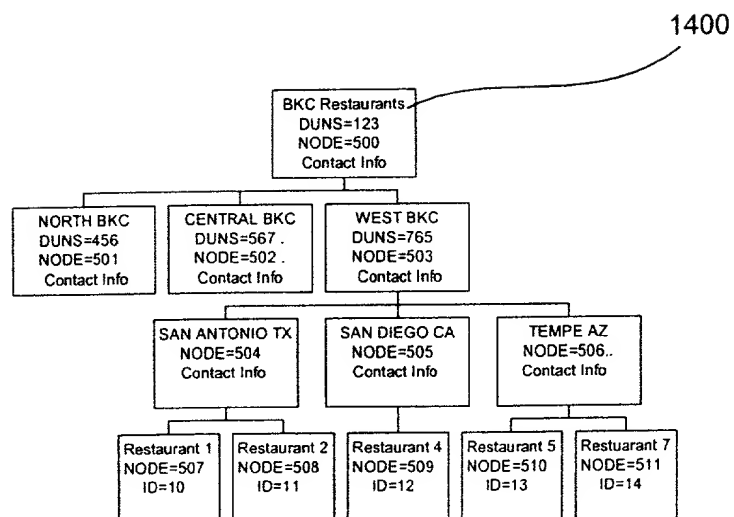 1400
BKC Restaurants
DUNS=123
NODE=500
Contact Info
NORTH BKC
DUNS=456
NODE=501
Contact Info
CENTRAL BKC
DUNS=567 .
NODE=502 .
Contact Info
WEST BKC
DUNS=765
NODE=503
Contact Info
SAN ANTONIO TX
NODE=504
Contact Info
SAN DIEGO CA
NODE=505
Contact Info
TEMPE AZ
NODE=506..
Contact Info
Restaurant 1
NODE=507
ID=10
Restaurant 2
NODE=508
ID=11
Restaurant 4
NODE=509
ID=12
Restaurant 5
NODE=510
ID=13
Restuarant 7
NODE=511
ID=14